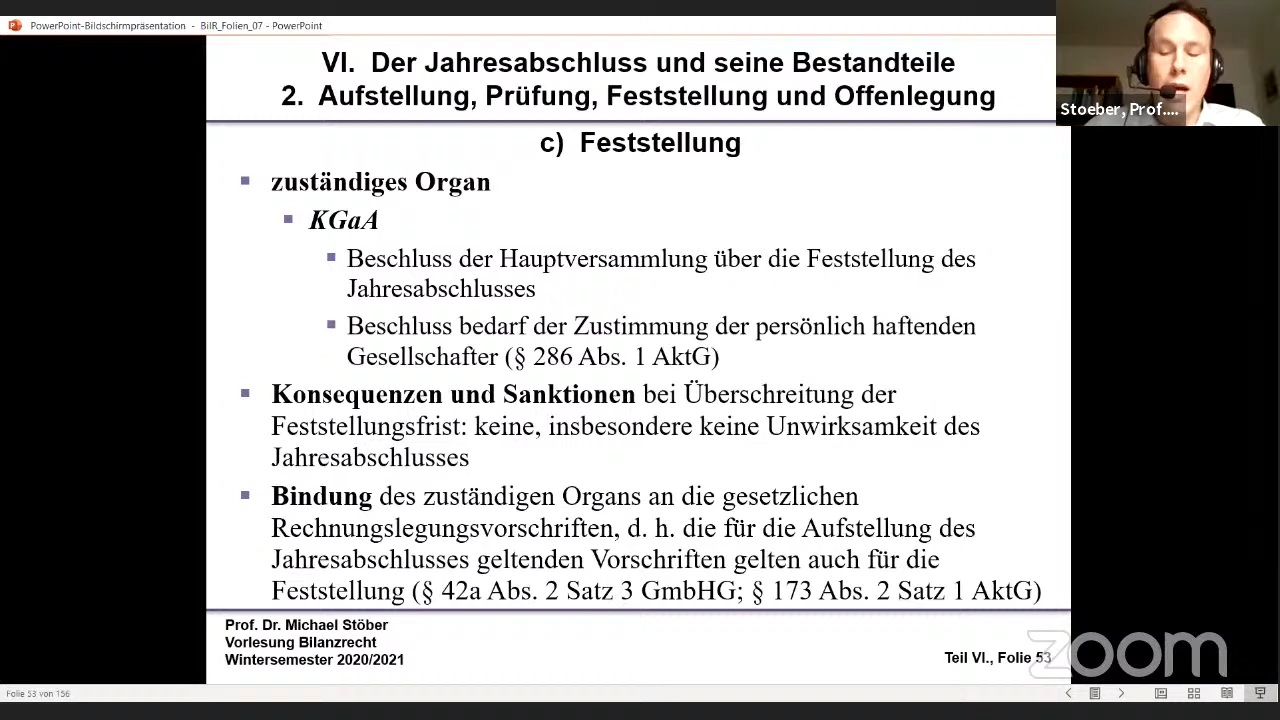 PowerPoint-Bildschirmpräsentation - BilR_Folien_07 - PowerPoint
Stoeber, Prof....
VI. Der Jahresabschluss und seine Bestandteile
2. Aufstellung, Prüfung, Feststellung und Offenlegung
c) Feststellung
zuständiges Organ
KGaA
Beschluss der Hauptversammlung über die Feststellung des
Jahresabschlusses
Beschluss bedarf der Zustimmung der persönlich haftenden
Gesellschafter (§ 286 Abs. 1 AktG)
Konsequenzen und Sanktionen bei Überschreitung der
Feststellungsfrist: keine, insbesondere keine Unwirksamkeit des
Jahresabschlusses
Bindung des zuständigen Organs an die gesetzlichen
Rechnungslegungsvorschriften, d. h. die für die Aufstellung des
Jahresabschlusses geltenden Vorschriften gelten auch für die
Feststellung (§ 42a Abs. 2 Satz 3 GmbHG; § 173 Abs. 2 Satz 1 AktG)
Prof. Dr. Michael Stöber
Vorlesung Bilanzrecht
Wintersemester 2020/2021
Teil VI., Folie 53
zoom
Folie 53 von 156